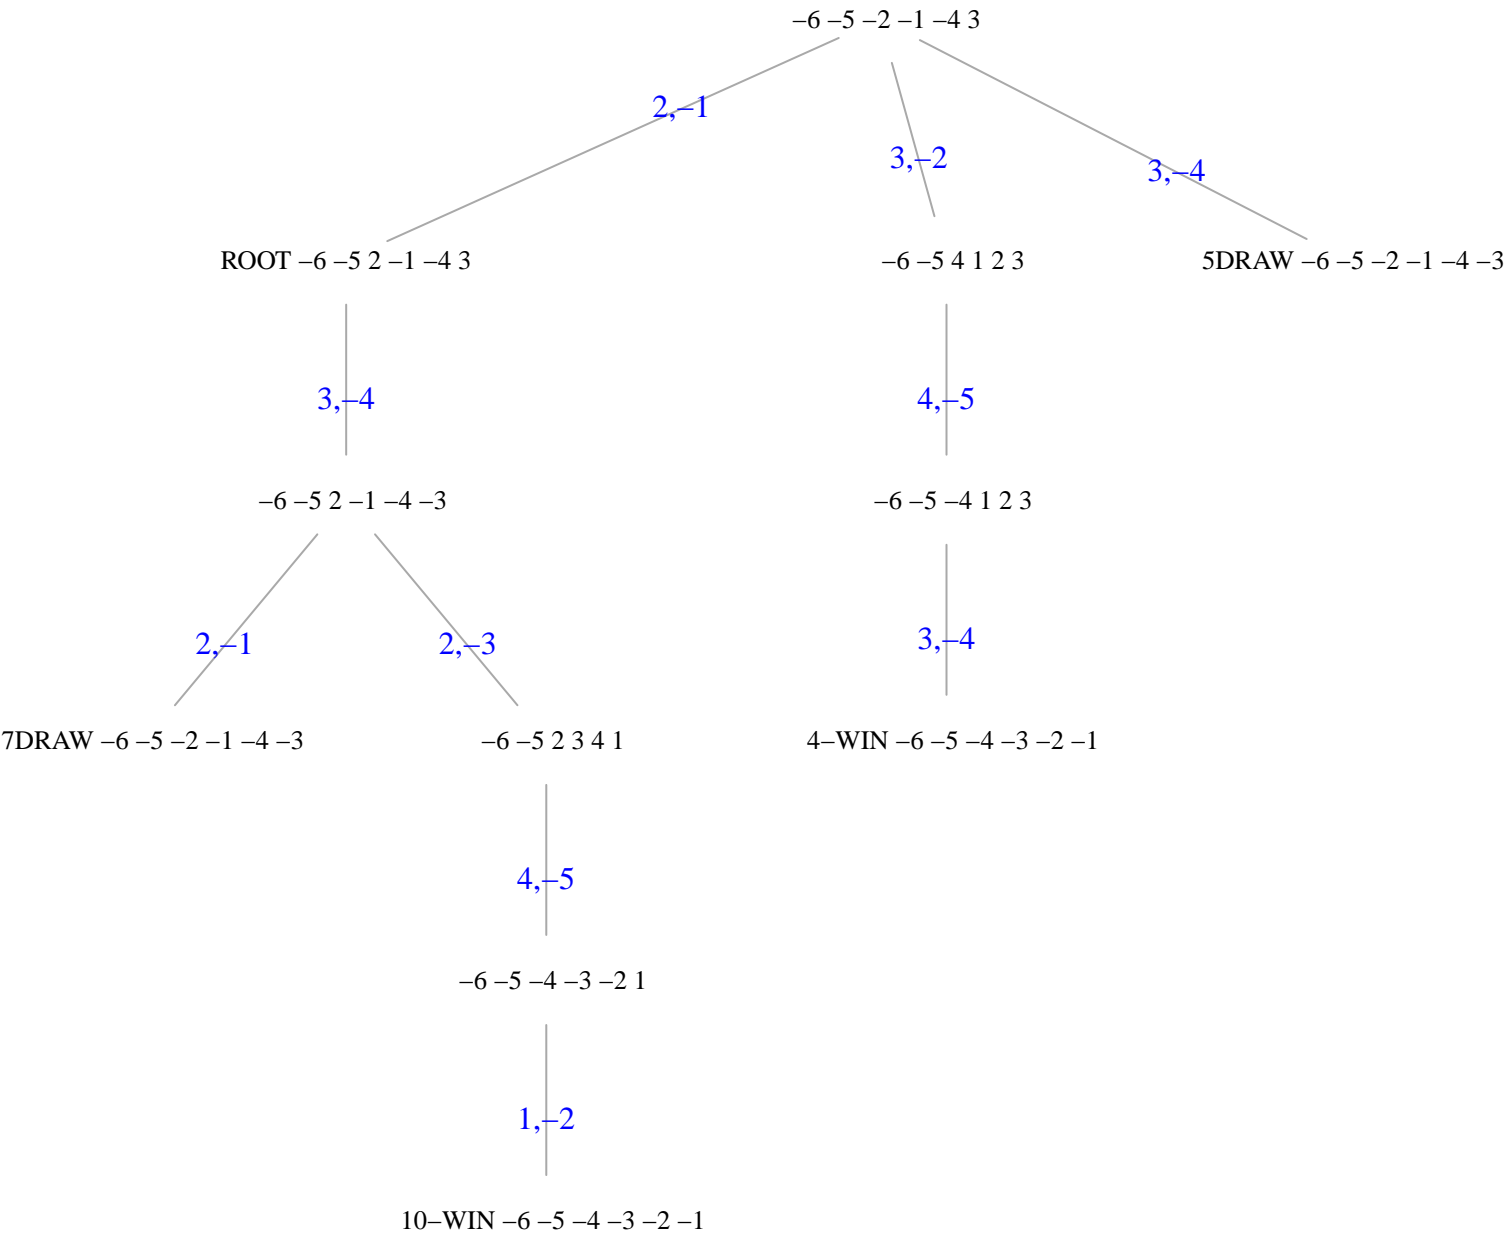 –6 –5 –2 –1 –4 3
2,–1
3,–2
3,–4
ROOT –6 –5 2 –1 –4 3
–6 –5 4 1 2 3
5DRAW –6 –5 –2 –1 –4 –3
3,–4
4,–5
–6 –5 2 –1 –4 –3
–6 –5 –4 1 2 3
2,–1
2,–3
3,–4
7DRAW –6 –5 –2 –1 –4 –3
–6 –5 2 3 4 1
4–WIN –6 –5 –4 –3 –2 –1
4,–5
–6 –5 –4 –3 –2 1
1,–2
10–WIN –6 –5 –4 –3 –2 –1